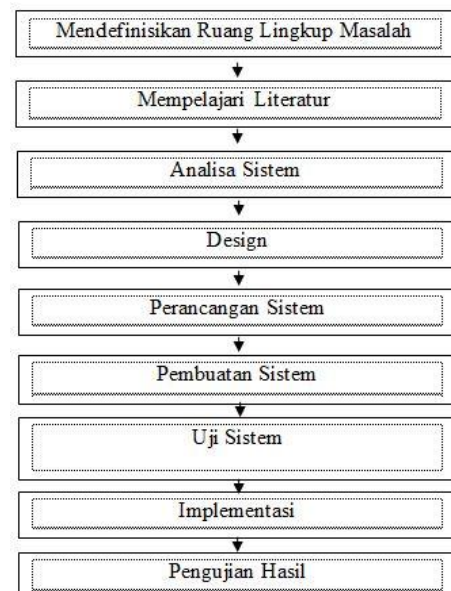 Mendefinisikan Ruang Lingkup Masalah
Mempelajari Literatur
Analisa Sistem
Design
Perancangan Sistem
Pembuatan Sistem
Uji Sistem
Implementasi
Pengujian Hasil